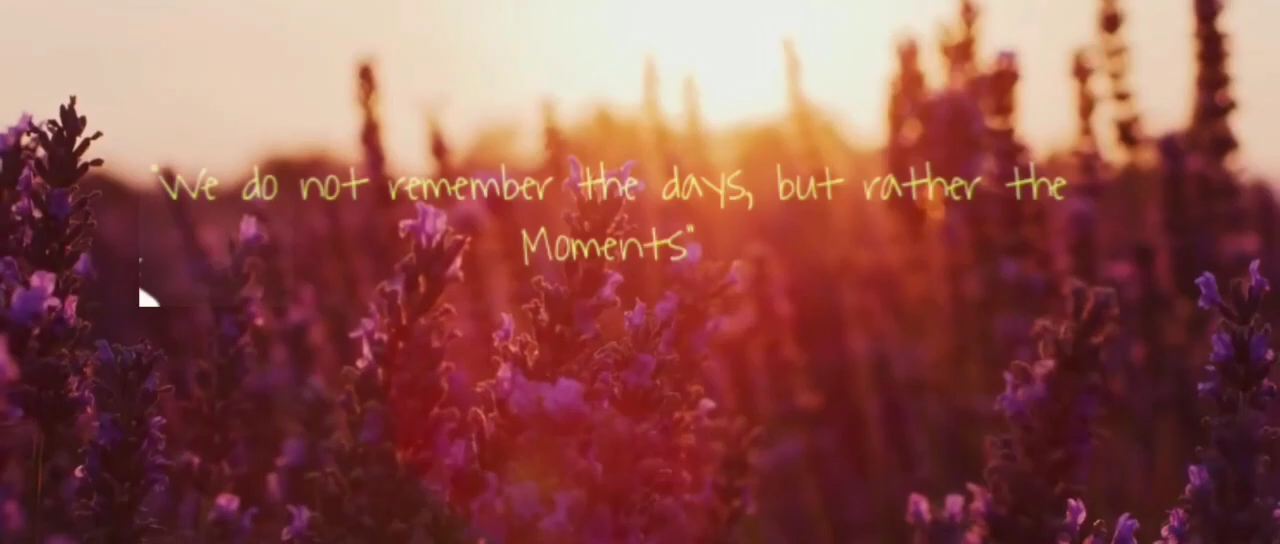 "We do not remember the days, but rather the
Moments"